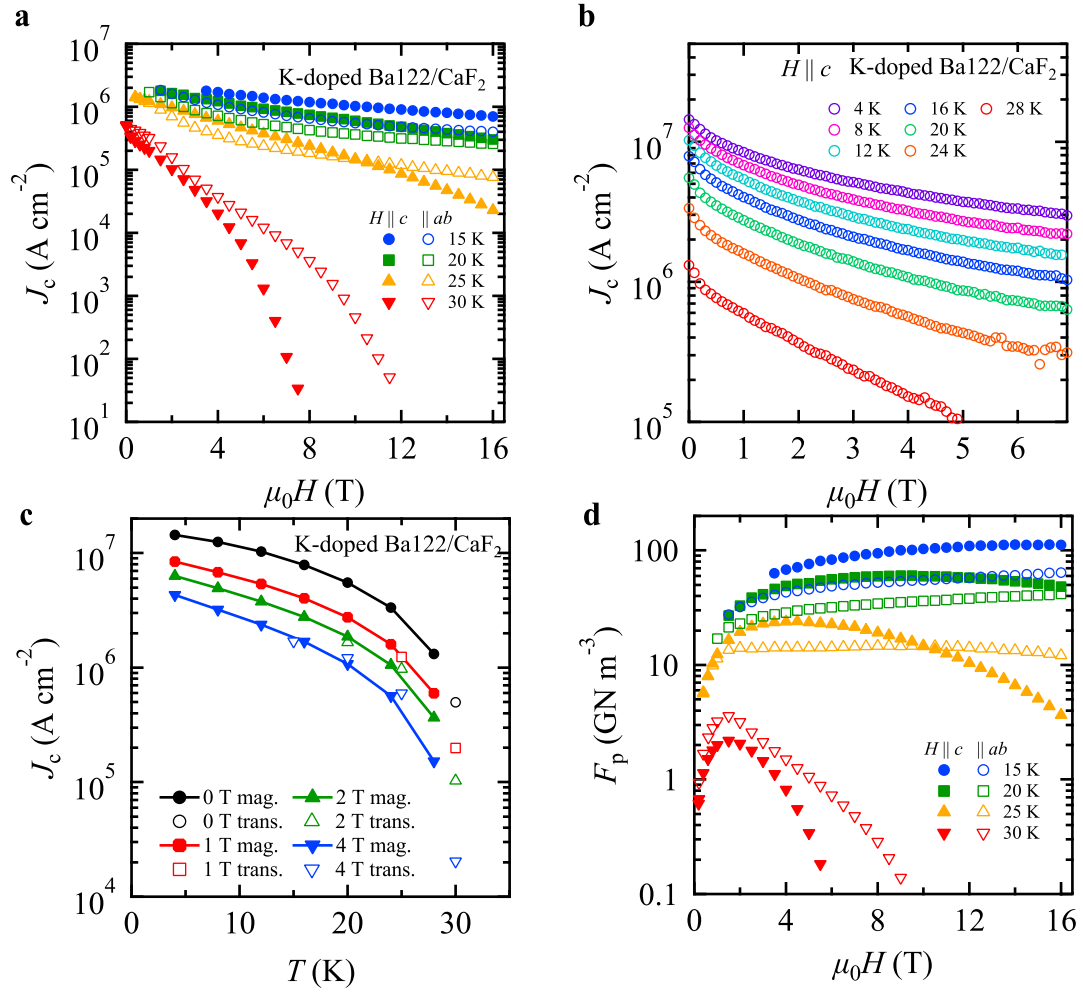 a
10^7
10^6
10^5
10^4
10^3
10^2
10^1
J_c (A cm^-2)
K-doped Ba122/CaF_2
H || c || ab
15 K
20 K
25 K
30 K
0 4 8 12 16
μ_0H (T)
b
10^7
10^6
10^5
J_c (A cm^-2)
H || c K-doped Ba122/CaF_2
4 K 16 K 28 K
8 K 20 K
12 K 24 K
0 1 2 3 4 5 6
μ_0H (T)
c
10^7
10^6
10^5
10^4
J_c (A cm^-2)
K-doped Ba122/CaF_2
0 T mag. 2 T mag.
0 T trans. 2 T trans.
1 T mag. 4 T mag.
1 T trans. 4 T trans.
0 10 20 30
T (K)
d
100
10
1
0.1
F_p (GN m^-3)
H || c || ab
15 K
20 K
25 K
30 K
0 4 8 12 16
μ_0H (T)